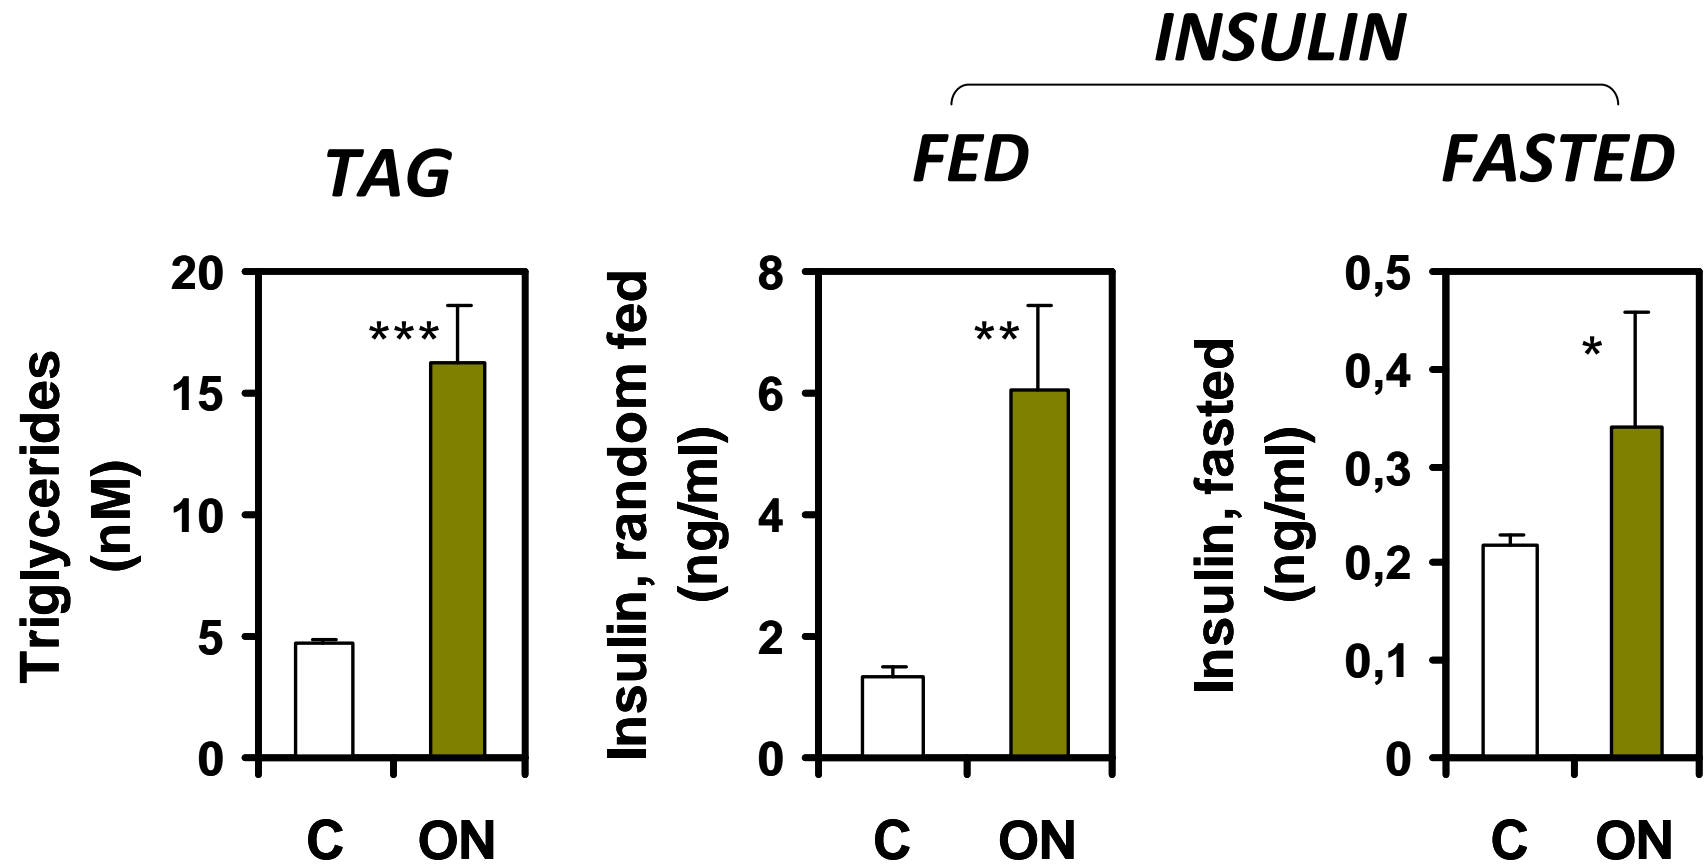 INSULIN
TAG
FED
FASTED
Triglycerides
(nM)
20
15
10
5
0
***
C
ON
Insulin, random fed
(ng/ml)
8
6
4
2
0
**
C
ON
Insulin, fasted
(ng/ml)
0,5
0,4
0,3
0,2
0,1
0
*
C
ON